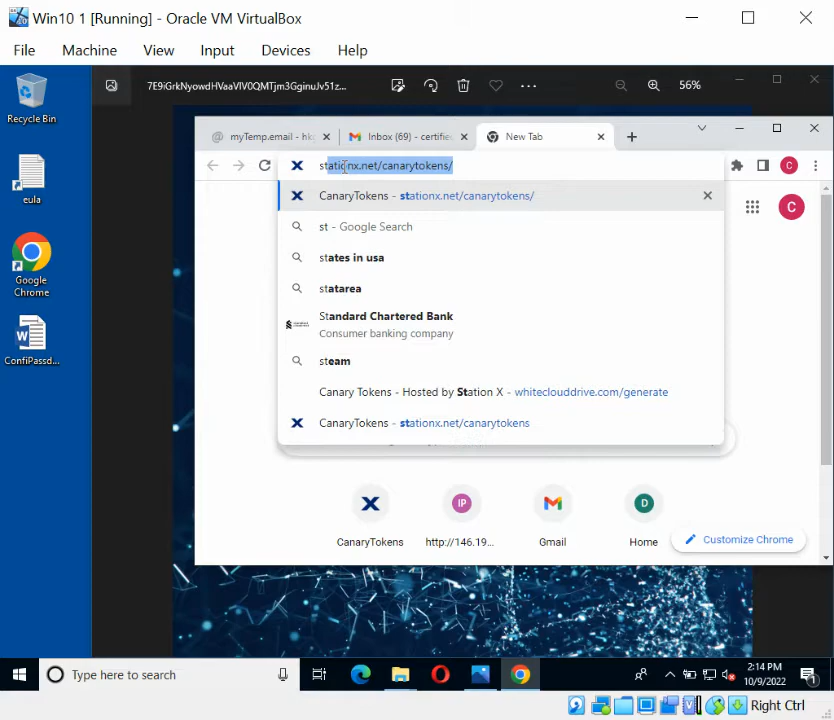 Win10 1 [Running] - Oracle VM VirtualBox
File Machine View Input Devices Help
Recycle Bin
eula
Google
Chrome
ConfiPassd...
56%
myTemp.email - hk
Inbox (69) - certifie
New Tab
stationx.net/canarytokens/
CanaryTokens - stationx.net/canarytokens/
st - Google Search
states in usa
statarea
Standard Chartered Bank
Consumer banking company
steam
Canary Tokens - Hosted by Station X - whiteclouddrive.com/generate
CanaryTokens - stationx.net/canarytokens
C
C
IP
D
CanaryTokens
http://146.19...
Gmail
Home
Customize Chrome
Type here to search
2:14 PM
10/9/2022
1
Right Ctrl